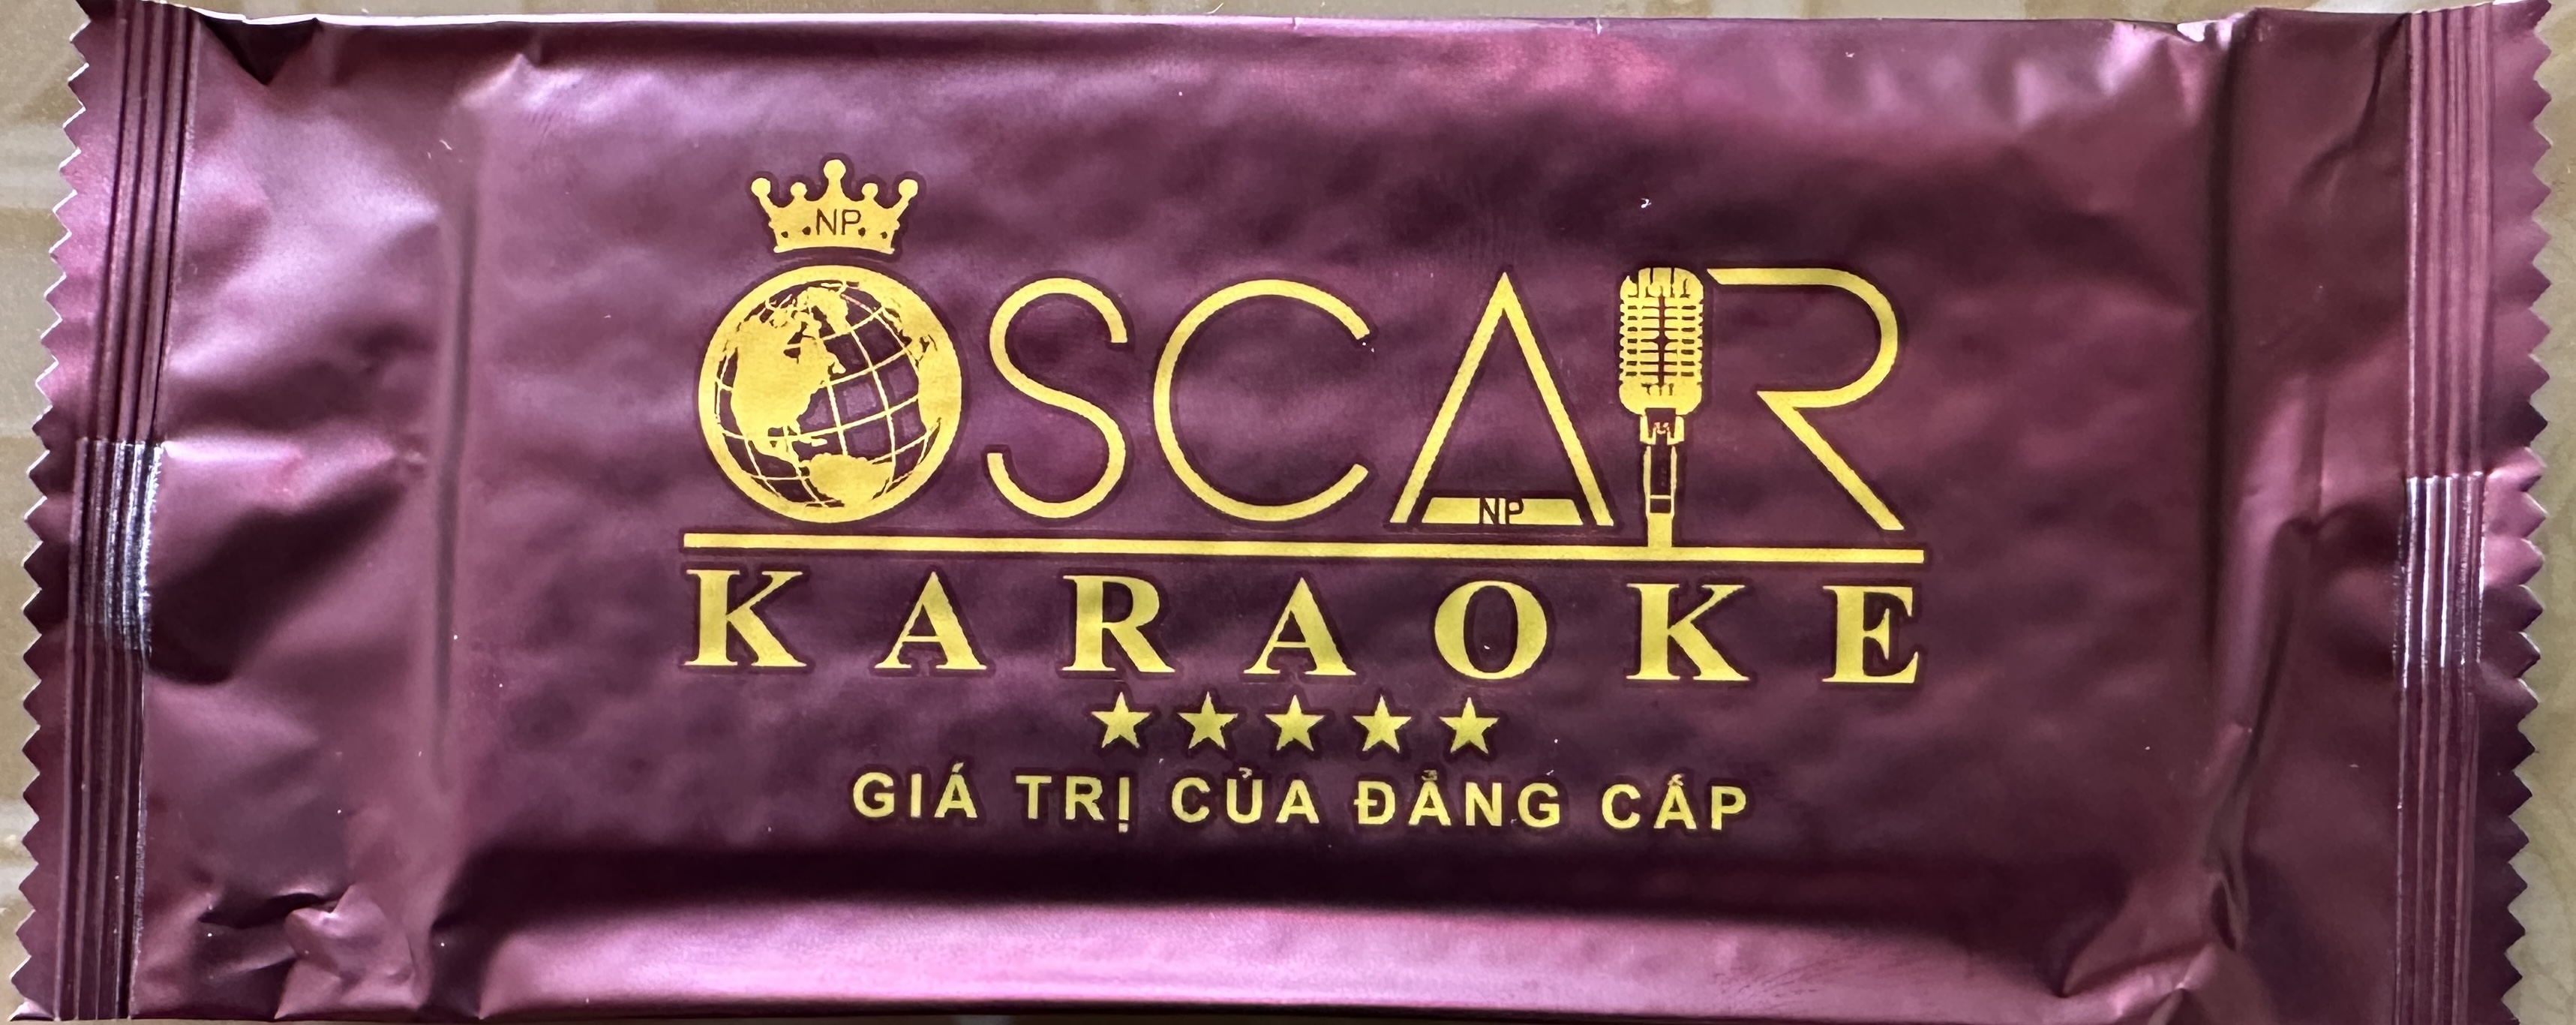 NP
OSCAR
NP
KARAOKE
GIÁ TRỊ CỦA ĐẲNG CẤP